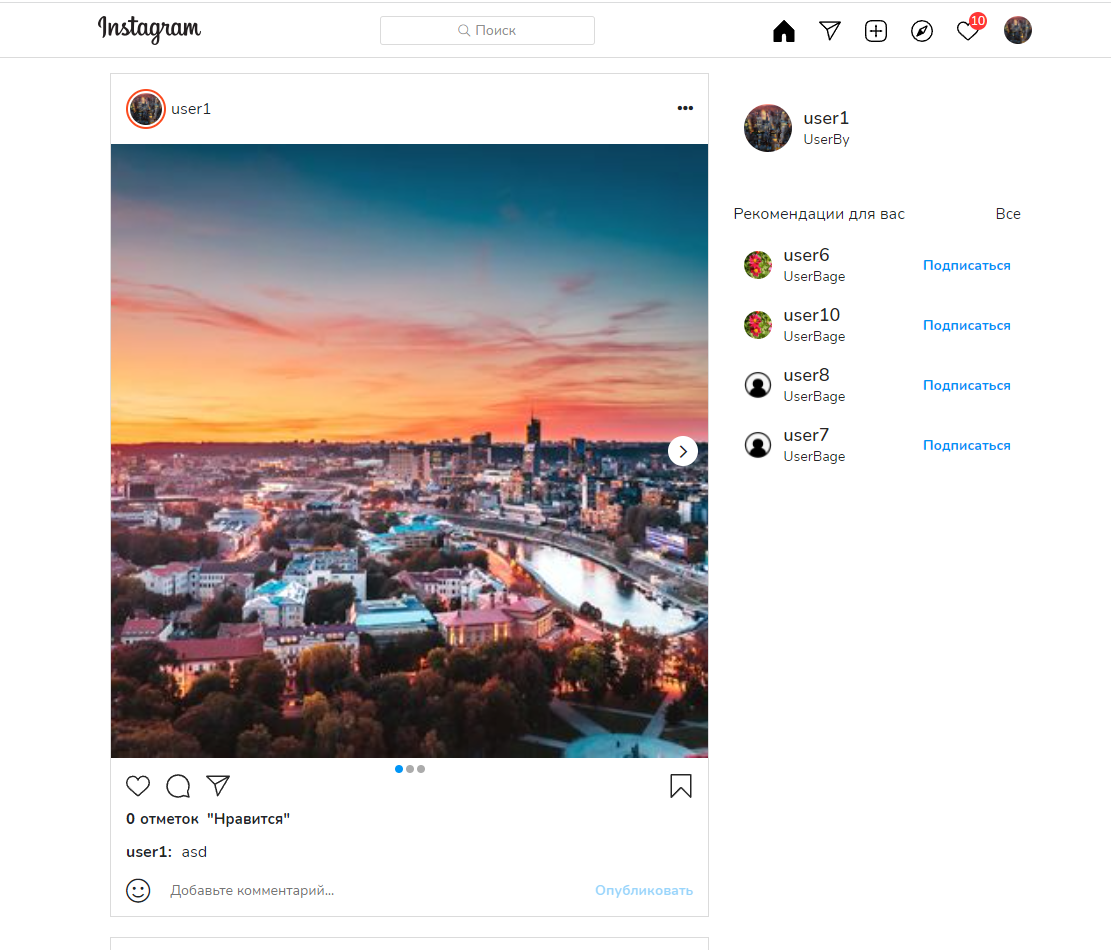 Instagram
Поиск
10
user1
user1
UserBy
Рекомендации для вас
Все
user6
UserBage
Подписаться
user10
UserBage
Подписаться
user8
UserBage
Подписаться
user7
UserBage
Подписаться
0 отметок "Нравится"
user1: asd
Добавьте комментарий...
Опубликовать